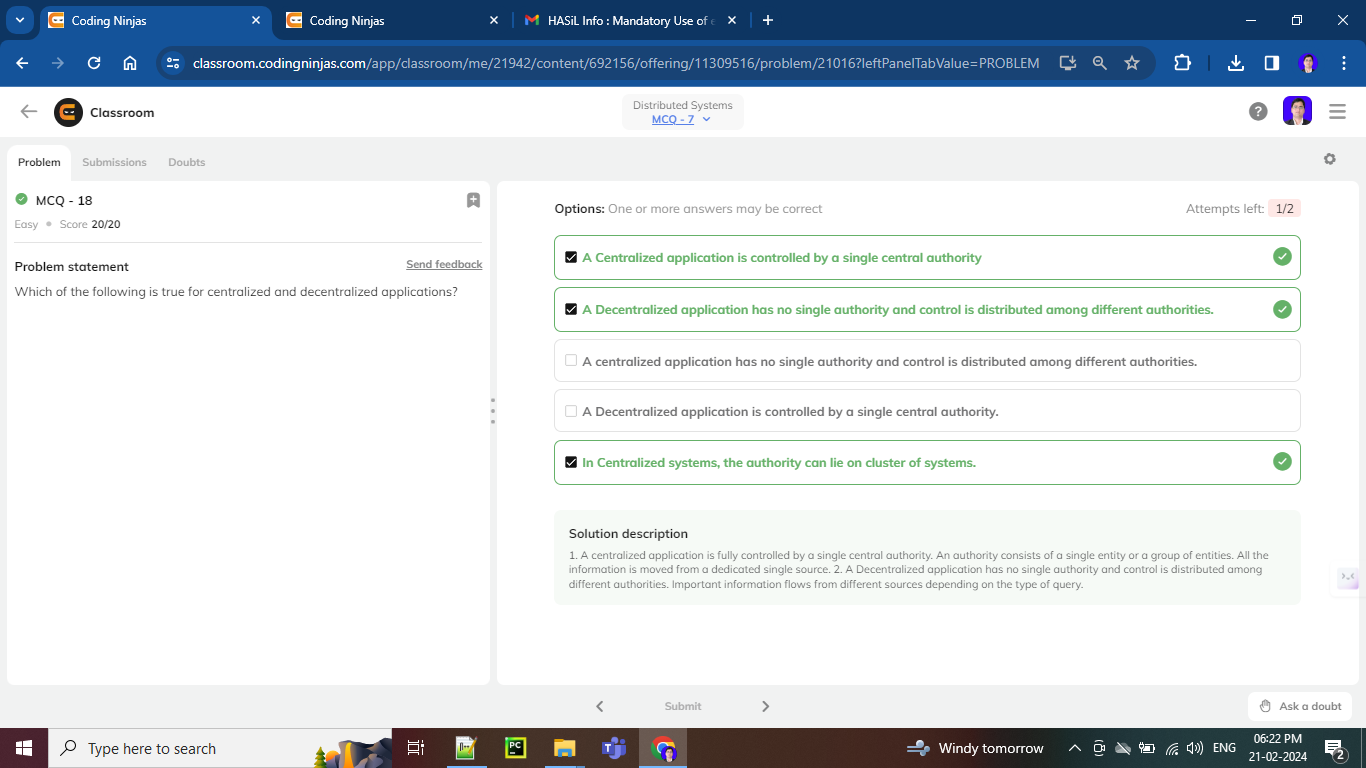 Coding Ninjas
Coding Ninjas
HASiL Info : Mandatory Use of e
classroom.codingninjas.com/app/classroom/me/21942/content/692156/offering/11309516/problem/21016?leftPanelTabValue=PROBLEM
Classroom
Distributed Systems
MCQ - 7
Problem
Submissions
Doubts
MCQ - 18
Easy
Score 20/20
Problem statement
Send feedback
Which of the following is true for centralized and decentralized applications?
Options: One or more answers may be correct
Attempts left: 1/2
A Centralized application is controlled by a single central authority
A Decentralized application has no single authority and control is distributed among different authorities.
A centralized application has no single authority and control is distributed among different authorities.
A Decentralized application is controlled by a single central authority.
In Centralized systems, the authority can lie on cluster of systems.
Solution description
1. A centralized application is fully controlled by a single central authority. An authority consists of a single entity or a group of entities. All the
information is moved from a dedicated single source. 2. A Decentralized application has no single authority and control is distributed among
different authorities. Important information flows from different sources depending on the type of query.
Submit
Ask a doubt
Type here to search
PC
Windy tomorrow
ENG
06:22 PM
21-02-2024
2